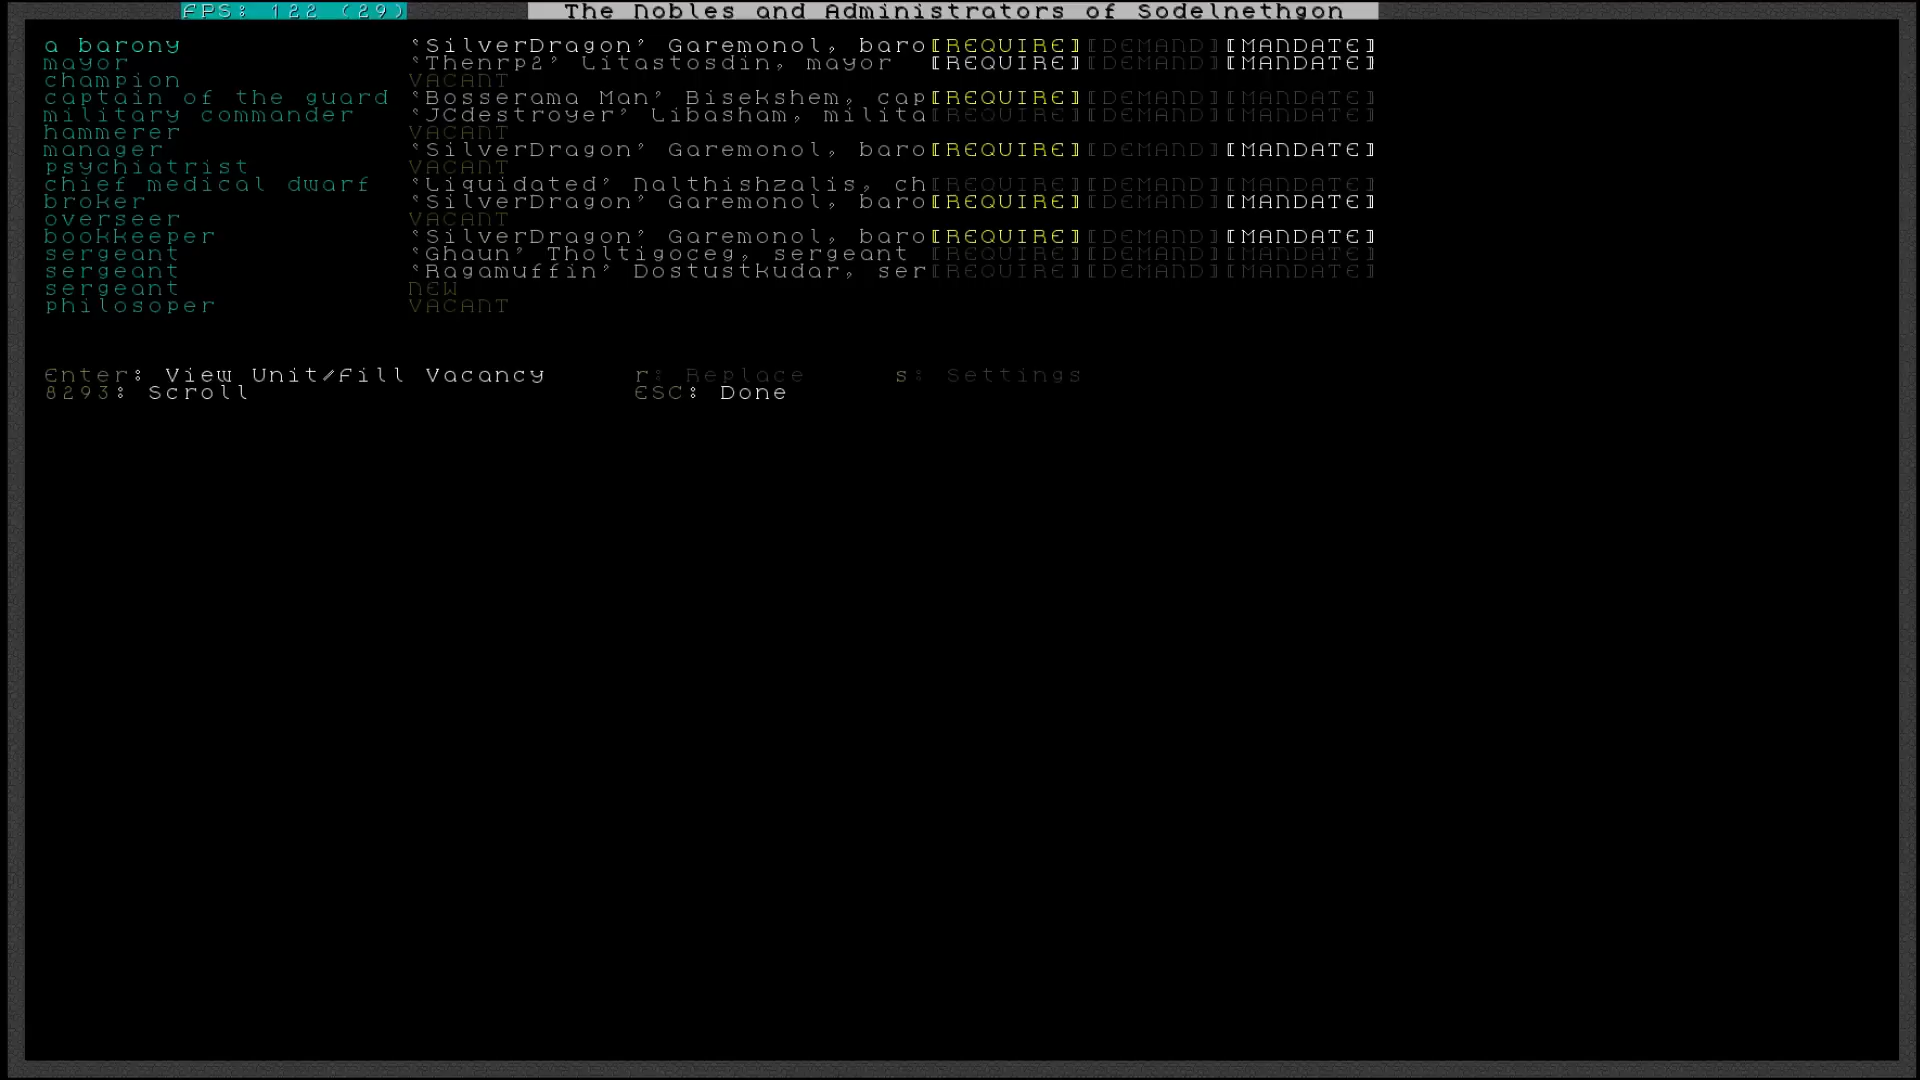 FPS: 122 (29) The Nobles and Administrators of Sodelnethgon
a barony `SilverDragon' Garemonol, baro[REQUIRE][DEMAND][MANDATE]
mayor `Thenrp2' Litastosdin, mayor [REQUIRE][DEMAND][MANDATE]
champion VACANT
captain of the guard `Bosserama Man' Bisekshem, cap[REQUIRE][DEMAND][MANDATE]
military commander `JCdestroyer' Libasham, milita[REQUIRE][DEMAND][MANDATE]
hammerer VACANT
manager `SilverDragon' Garemonol, baro[REQUIRE][DEMAND][MANDATE]
psychiatrist VACANT
chief medical dwarf `Liquidated' Nalthishzalis, ch[REQUIRE][DEMAND][MANDATE]
broker `SilverDragon' Garemonol, baro[REQUIRE][DEMAND][MANDATE]
overseer VACANT
bookkeeper `SilverDragon' Garemonol, baro[REQUIRE][DEMAND][MANDATE]
sergeant `Ghaun' Tholtigoceg, sergeant [REQUIRE][DEMAND][MANDATE]
sergeant `Ragamuffin' Dostustkudar, ser[REQUIRE][DEMAND][MANDATE]
sergeant NEW
philosoper VACANT
Enter: View Unit/Fill Vacancy r: Replace s: Settings
8293: Scroll ESC: Done